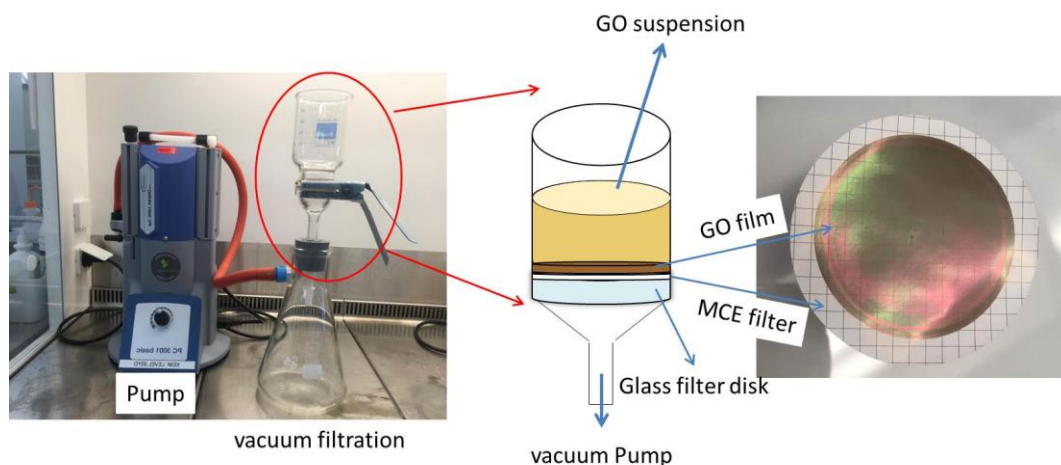 GO suspension
GO film
MCE filter
Glass filter disk
PC 3001 basic
Pump
vacuum filtration
vacuum Pump